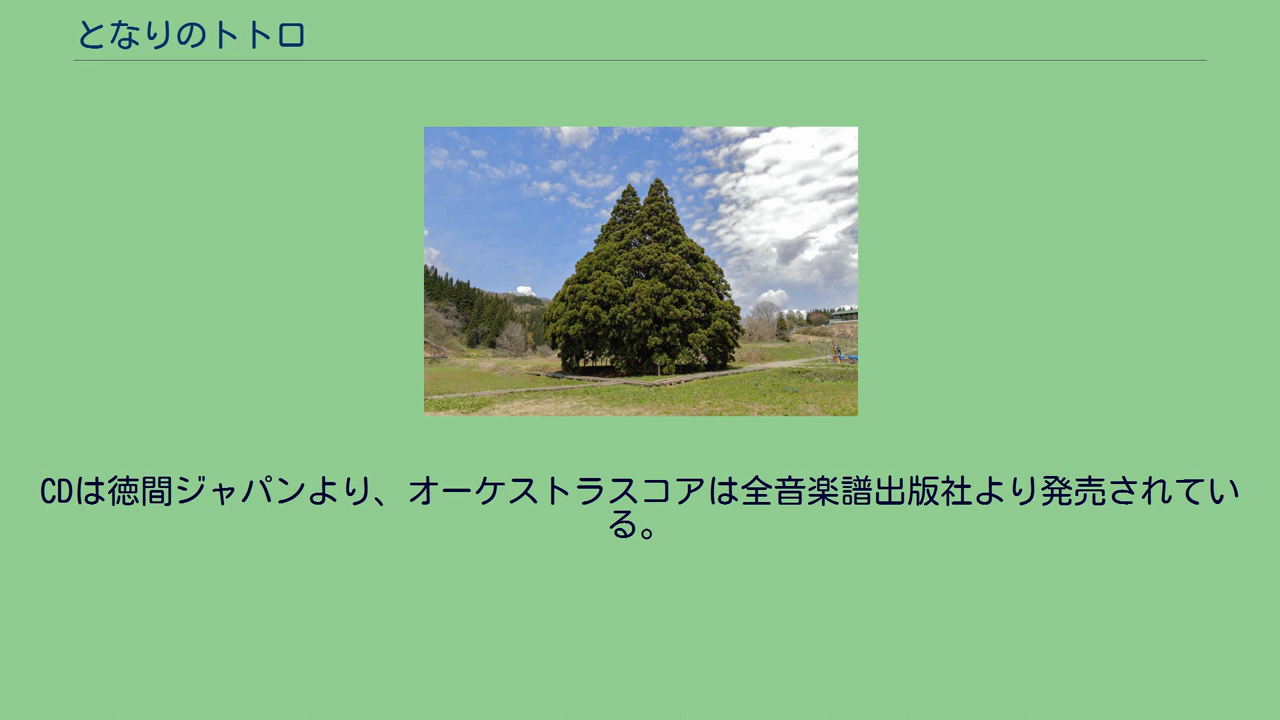 となりのトトロ
CDは徳間ジャパンより、オーケストラスコアは全音楽譜出版社より発売されてい
る。